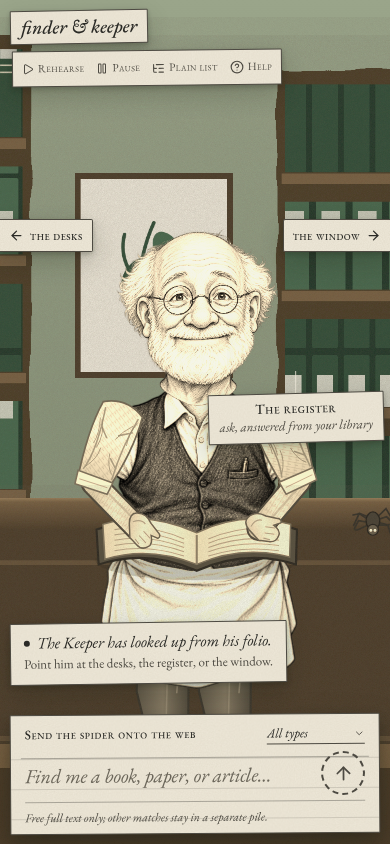 finder & keeper
Rehearse Pause Plain list Help
the desks
the window
The register
ask, answered from your library
The Keeper has looked up from his folio.
Point him at the desks, the register, or the window.
Send the spider onto the web
All types
Find me a book, paper, or article...
Free full text only; other matches stay in a separate pile.